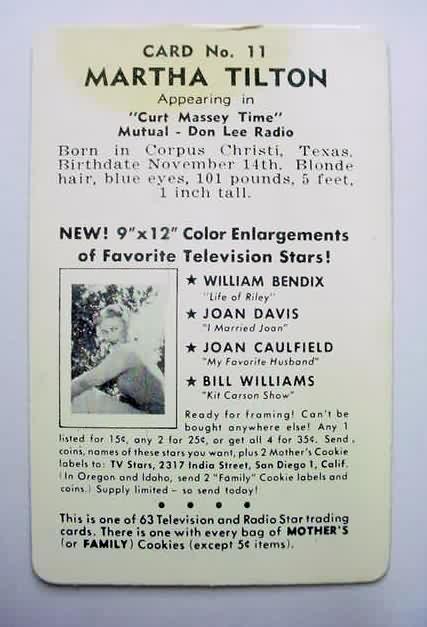 CARD No. 11
MARTHA TILTON
Appearing in
"Curt Massey Time"
Mutual - Don Lee Radio
Born in Corpus Christi, Texas.
Birthdate November 14th. Blonde
hair, blue eyes, 101 pounds, 5 feet,
1 inch tall.
NEW! 9"x12" Color Enlargements
of Favorite Television Stars!
★ WILLIAM BENDIX
"Life of Riley"
★ JOAN DAVIS
"I Married Joan"
★ JOAN CAULFIELD
"My Favorite Husband"
★ BILL WILLIAMS
"Kit Carson Show"
Ready for framing! Can't be
bought anywhere else! Any 1
listed for 15¢, any 2 for 25¢, or get all 4 for 35¢. Send
coins, names of these stars you want, plus 2 Mother's Cookie
labels to: TV Stars, 2317 India Street, San Diego 1, Calif.
(In Oregon and Idaho, send 2 "Family" Cookie labels and
coins.) Supply limited – so send today!
• • • •
This is one of 63 Television and Radio Star trading
cards. There is one with every bag of MOTHER'S
(or FAMILY) Cookies (except 5¢ items).